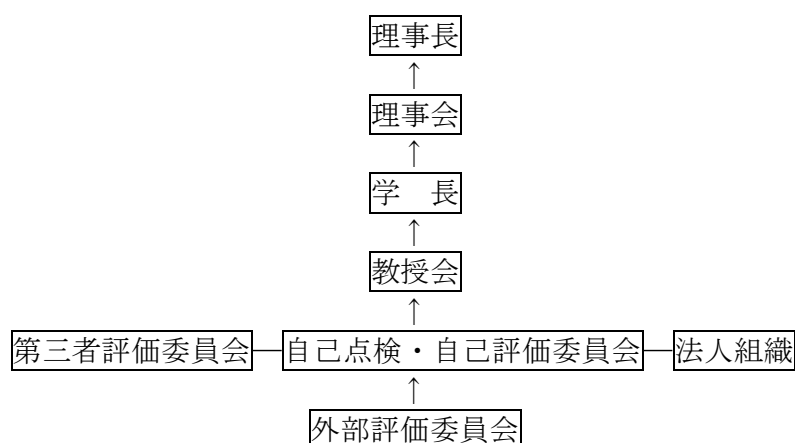 理事長
↑
理事会
↑
学　長
↑
教授会
↑
第三者評価委員会―自己点検・自己評価委員会―法人組織
↑
外部評価委員会